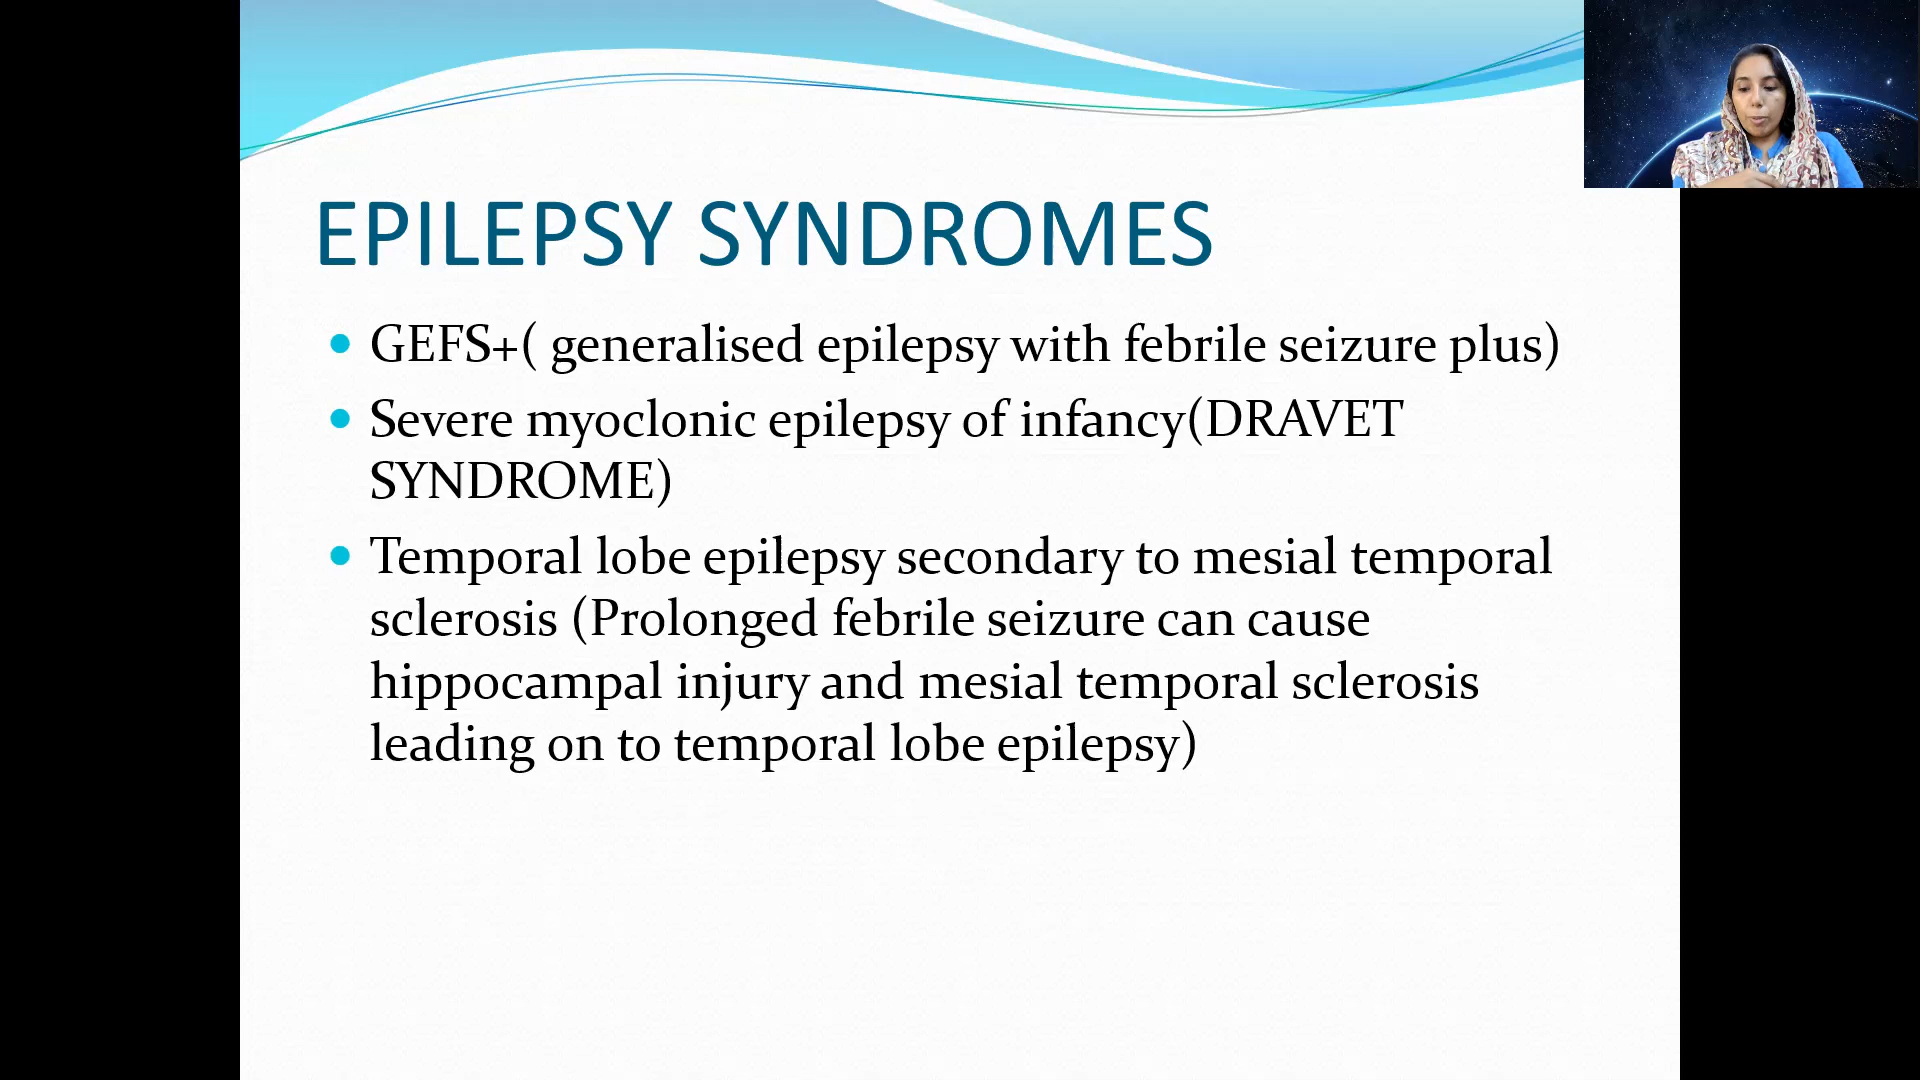 EPILEPSY SYNDROMES
GEFS+( generalised epilepsy with febrile seizure plus)
Severe myoclonic epilepsy of infancy(DRAVET
SYNDROME)
Temporal lobe epilepsy secondary to mesial temporal
sclerosis (Prolonged febrile seizure can cause
hippocampal injury and mesial temporal sclerosis
leading on to temporal lobe epilepsy)